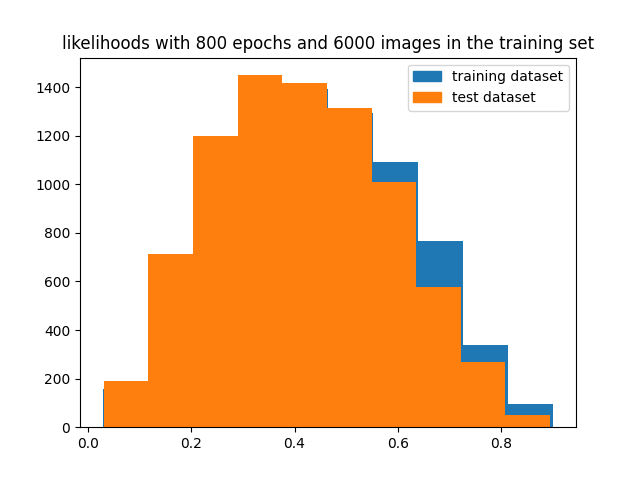 likelihoods with 800 epochs and 6000 images in the training set
training dataset
test dataset
1400
1200
1000
800
600
400
200
0
0.0 0.2 0.4 0.6 0.8